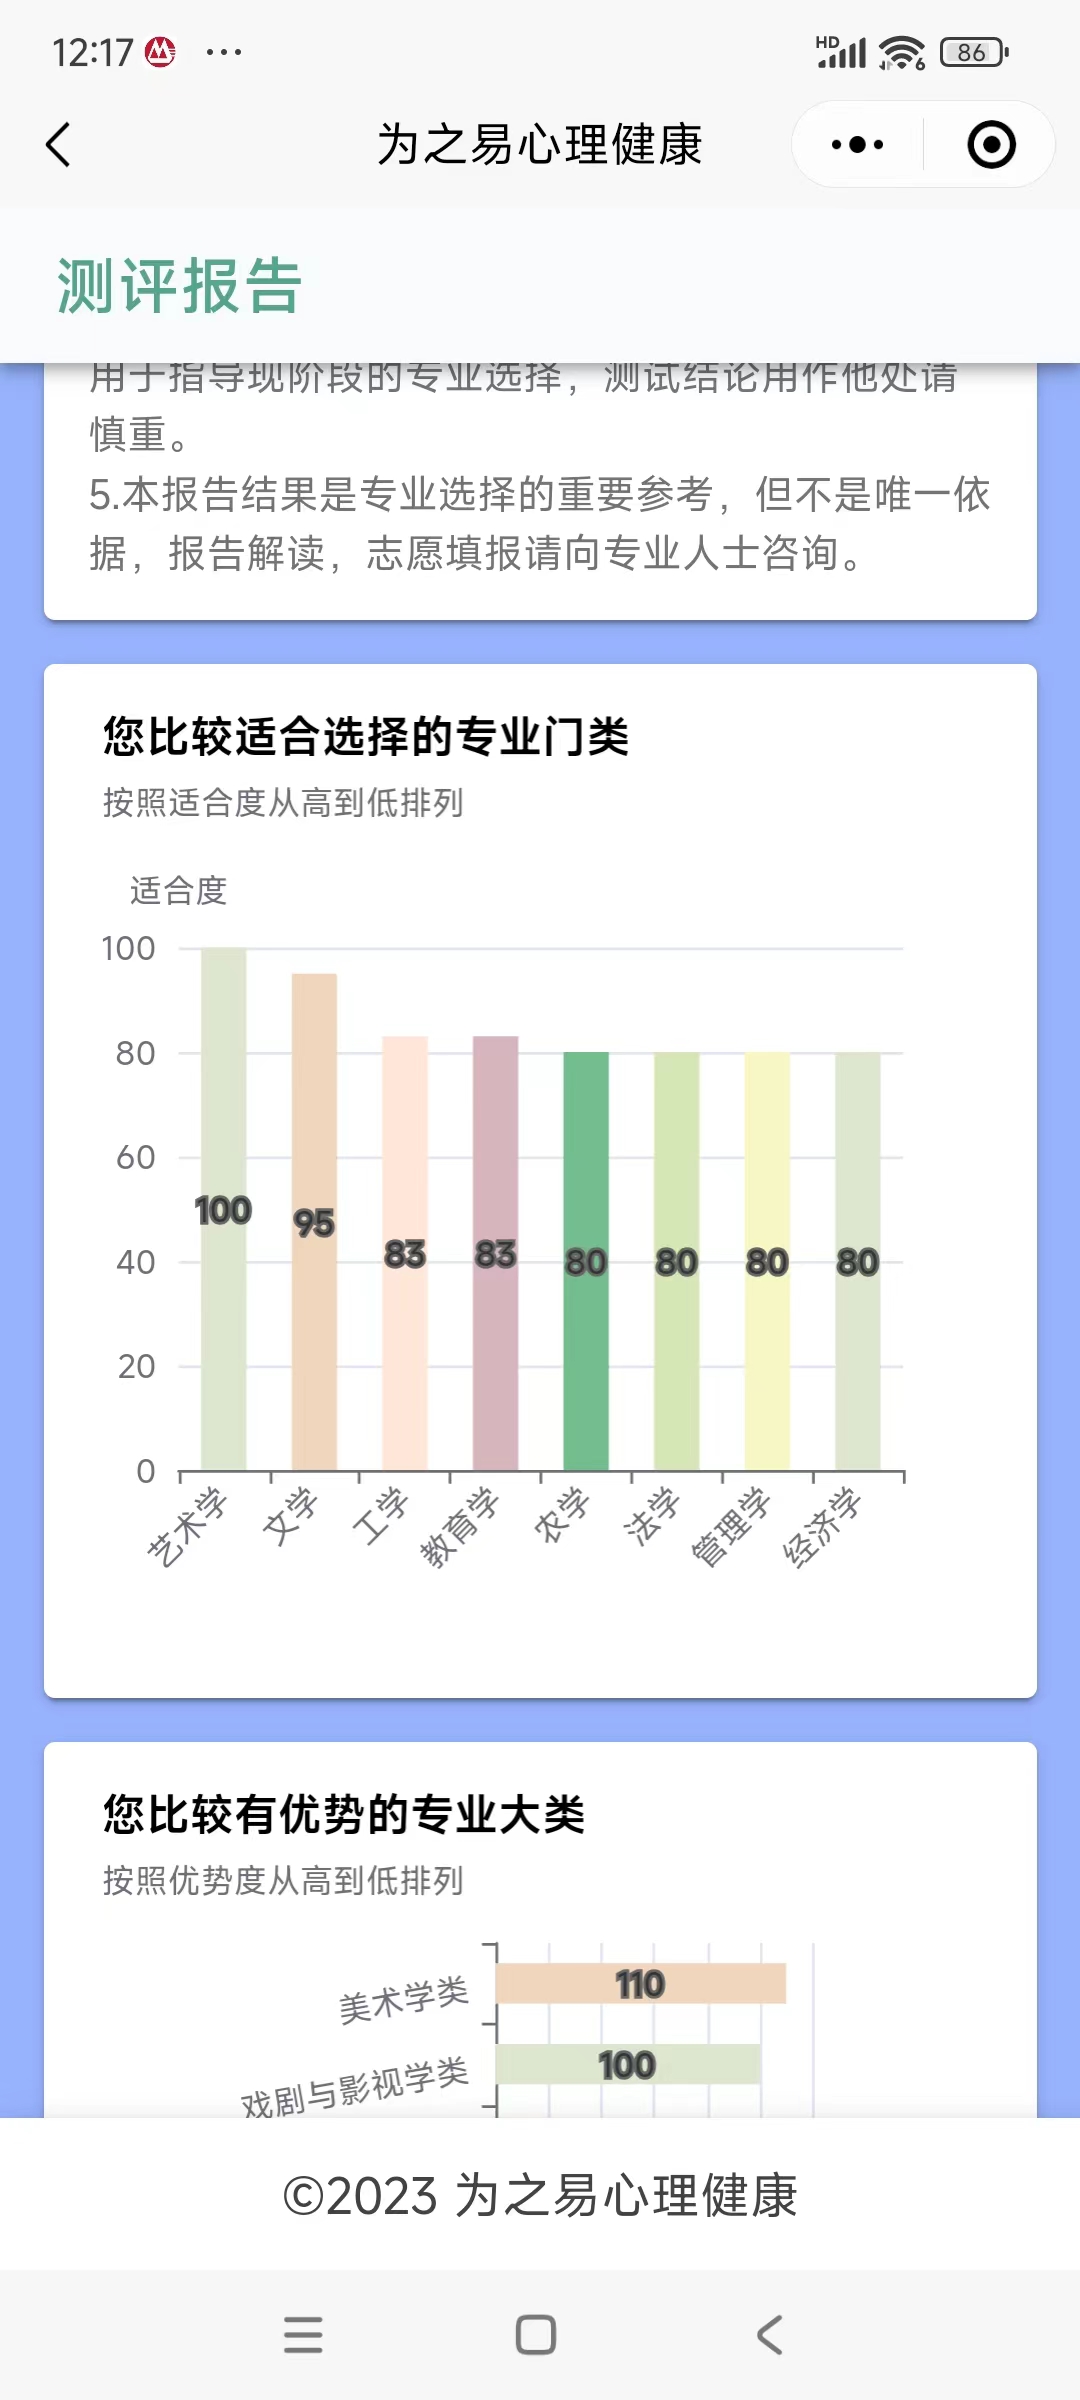 12:17
HD
6
86
为之易心理健康
测评报告
用于指导现阶段的专业选择，测试结论用作他处请
慎重。
5.本报告结果是专业选择的重要参考，但不是唯一依
据，报告解读，志愿填报请向专业人士咨询。
您比较适合选择的专业门类
按照适合度从高到低排列
适合度
100
80
60
40
20
0
100
95
83
83
80
80
80
80
艺术学
文学
工学
教育学
农学
法学
管理学
经济学
您比较有优势的专业大类
按照优势度从高到低排列
美术学类
110
戏剧与影视学类
100
©2023 为之易心理健康